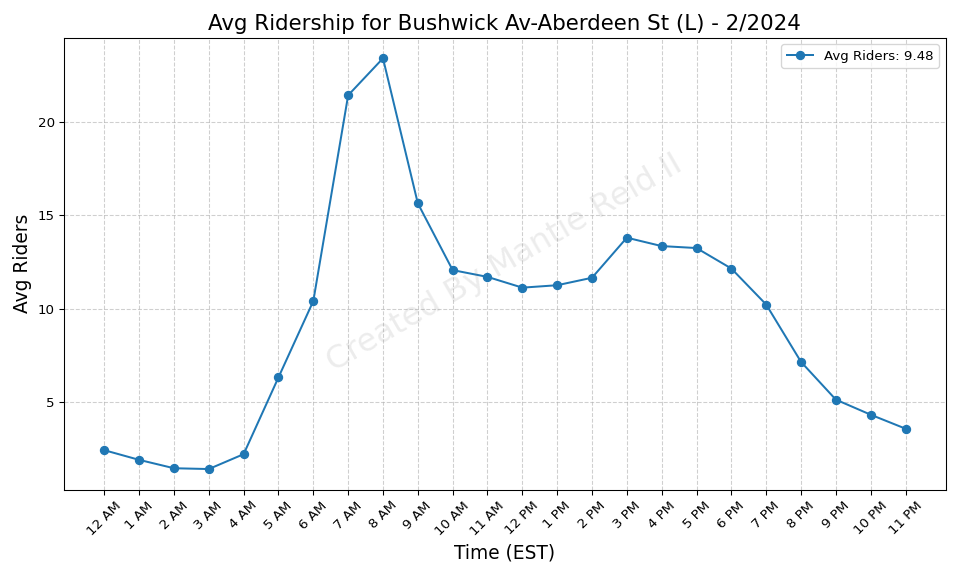 Avg Ridership for Bushwick Av-Aberdeen St (L) - 2/2024
Avg Riders: 9.48
Avg Riders
20
15
10
5
Created By Mantie Reid II
12 AM
1 AM
2 AM
3 AM
4 AM
5 AM
6 AM
7 AM
8 AM
9 AM
10 AM
11 AM
12 PM
1 PM
2 PM
3 PM
4 PM
5 PM
6 PM
7 PM
8 PM
9 PM
10 PM
11 PM
Time (EST)